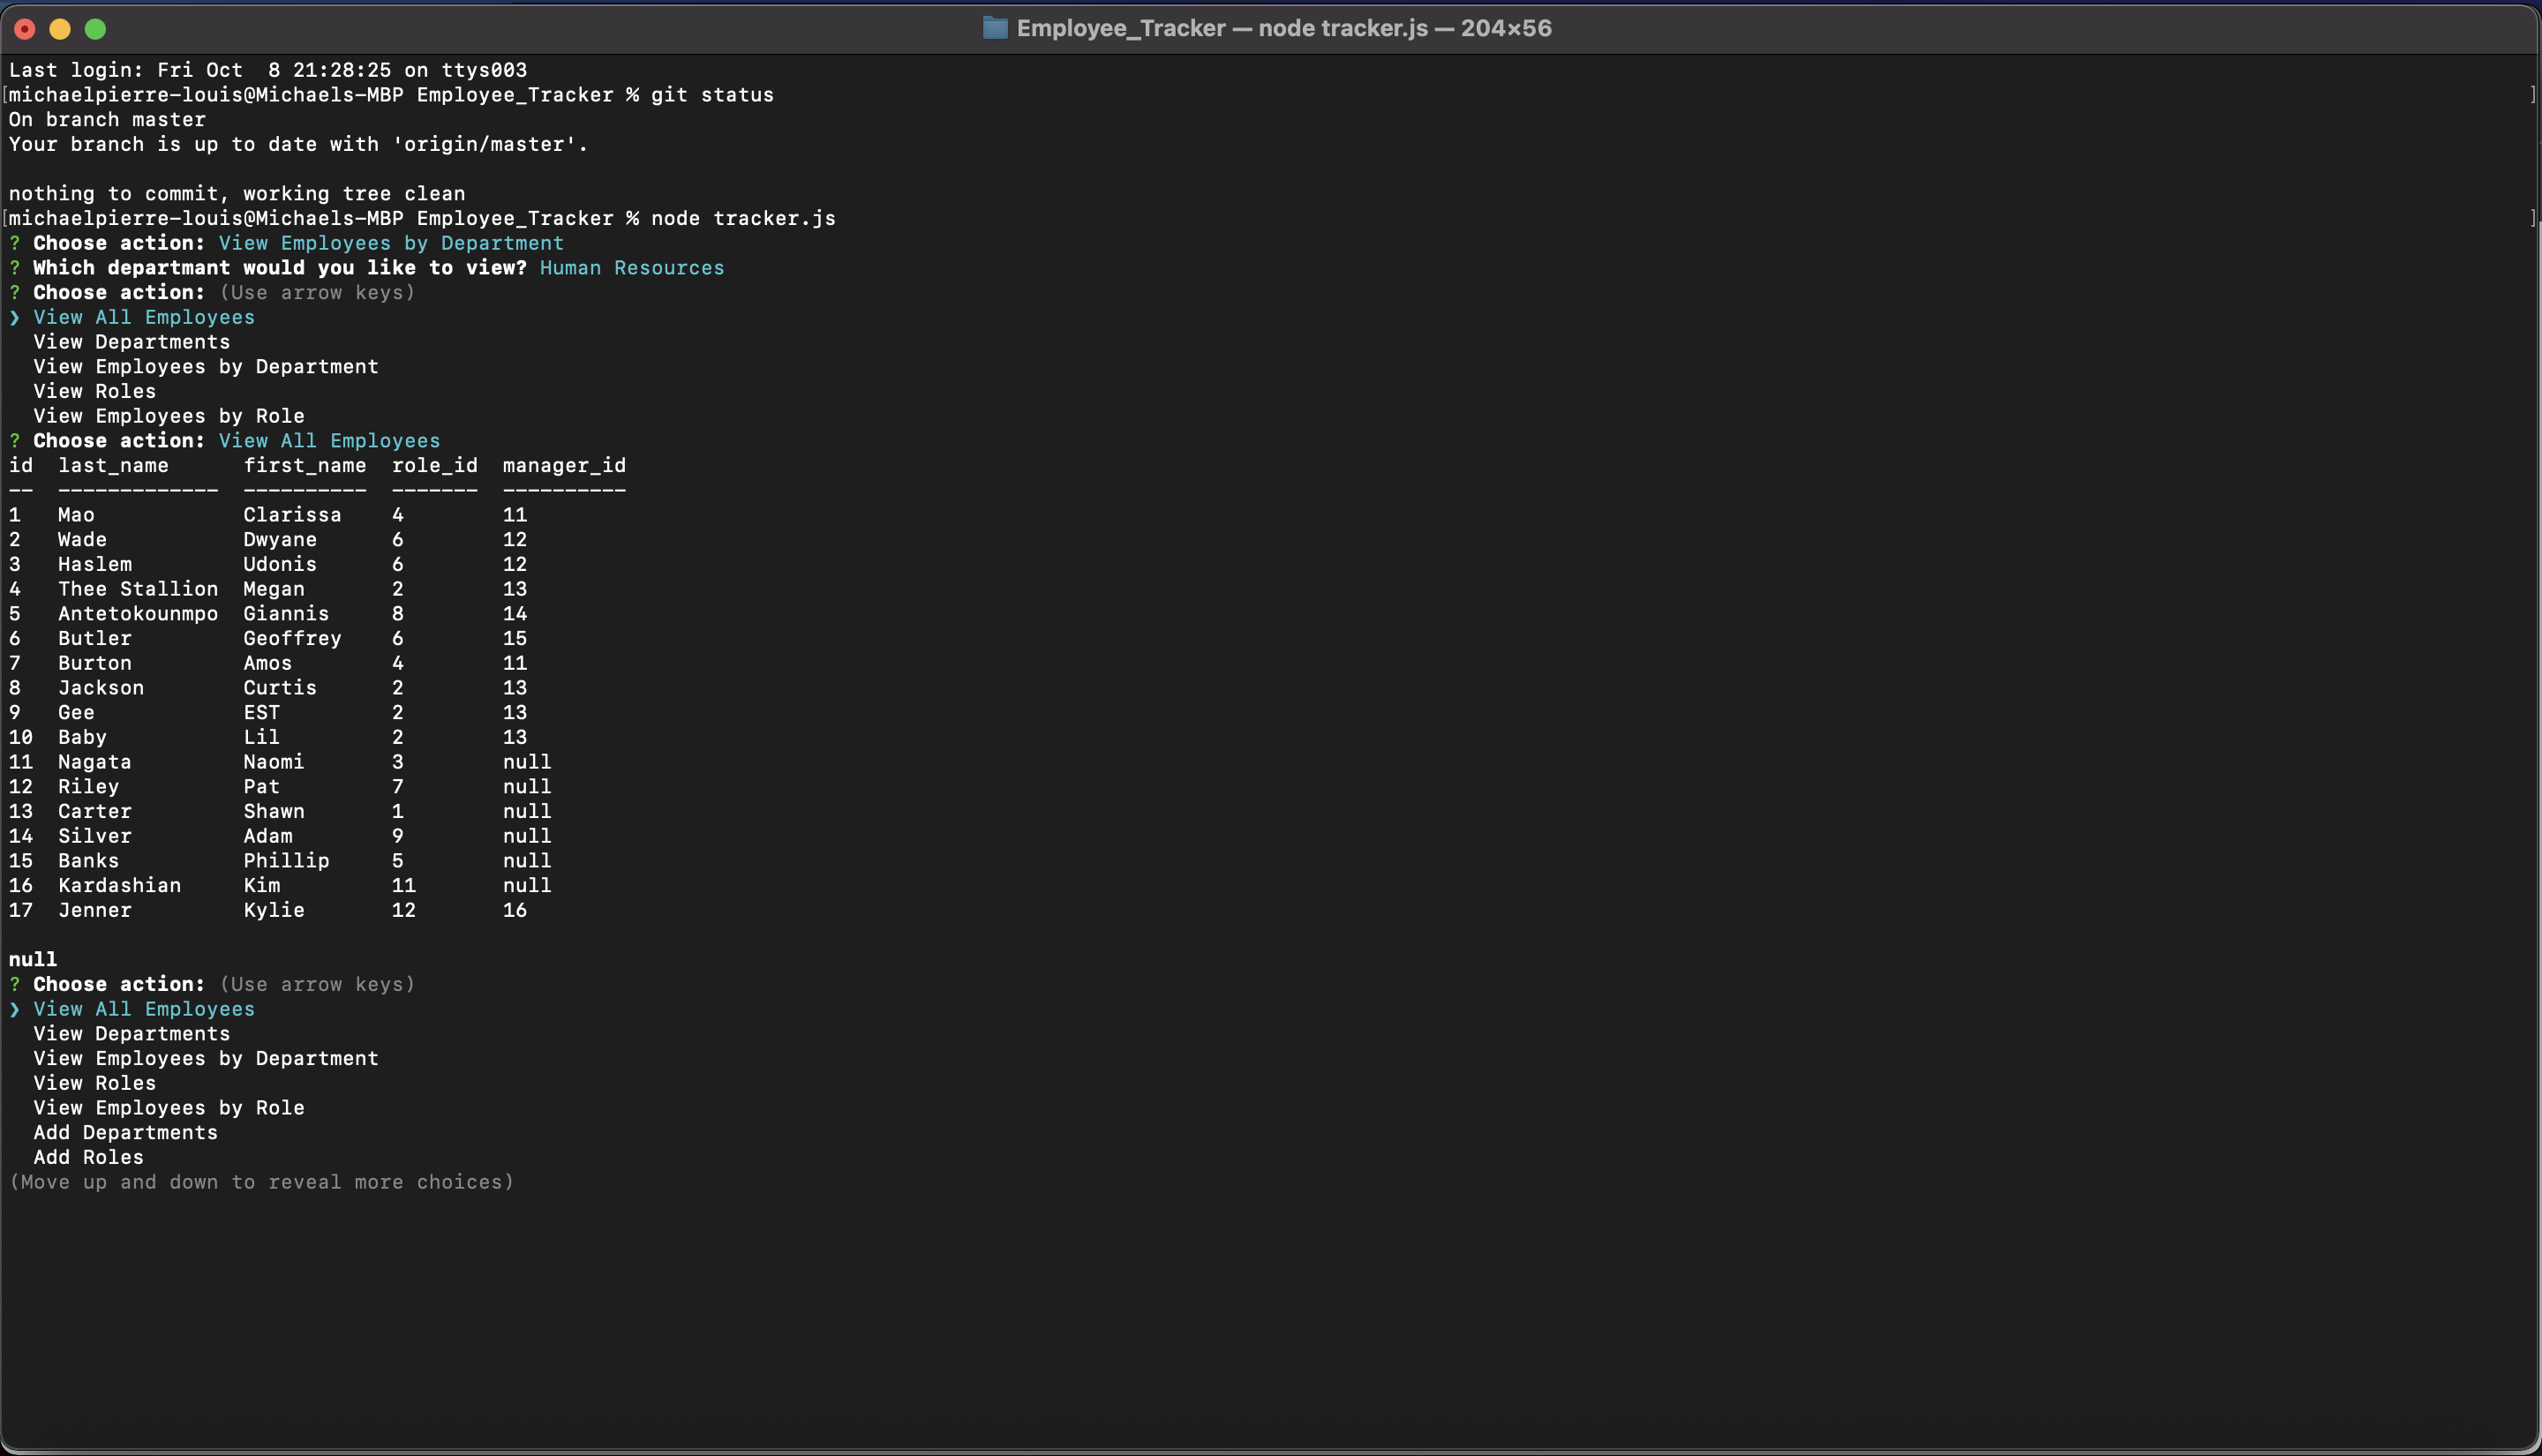 Employee_Tracker — node tracker.js — 204×56
Last login: Fri Oct  8 21:28:25 on ttys003
[michaelpierre-louis@Michaels-MBP Employee_Tracker % git status ]
On branch master
Your branch is up to date with 'origin/master'.
nothing to commit, working tree clean
[michaelpierre-louis@Michaels-MBP Employee_Tracker % node tracker.js ]
? Choose action: View Employees by Department
? Which departmant would you like to view? Human Resources
? Choose action: (Use arrow keys)
❯ View All Employees
  View Departments
  View Employees by Department
  View Roles
  View Employees by Role
? Choose action: View All Employees
id  last_name      first_name  role_id  manager_id
--  -------------  ----------  -------  ----------
1   Mao            Clarissa    4        11
2   Wade           Dwyane      6        12
3   Haslem         Udonis      6        12
4   Thee Stallion  Megan       2        13
5   Antetokounmpo  Giannis     8        14
6   Butler         Geoffrey    6        15
7   Burton         Amos        4        11
8   Jackson        Curtis      2        13
9   Gee            EST         2        13
10  Baby           Lil         2        13
11  Nagata         Naomi       3        null
12  Riley          Pat         7        null
13  Carter         Shawn       1        null
14  Silver         Adam        9        null
15  Banks          Phillip     5        null
16  Kardashian     Kim         11       null
17  Jenner         Kylie       12       16
null
? Choose action: (Use arrow keys)
❯ View All Employees
  View Departments
  View Employees by Department
  View Roles
  View Employees by Role
  Add Departments
  Add Roles
(Move up and down to reveal more choices)